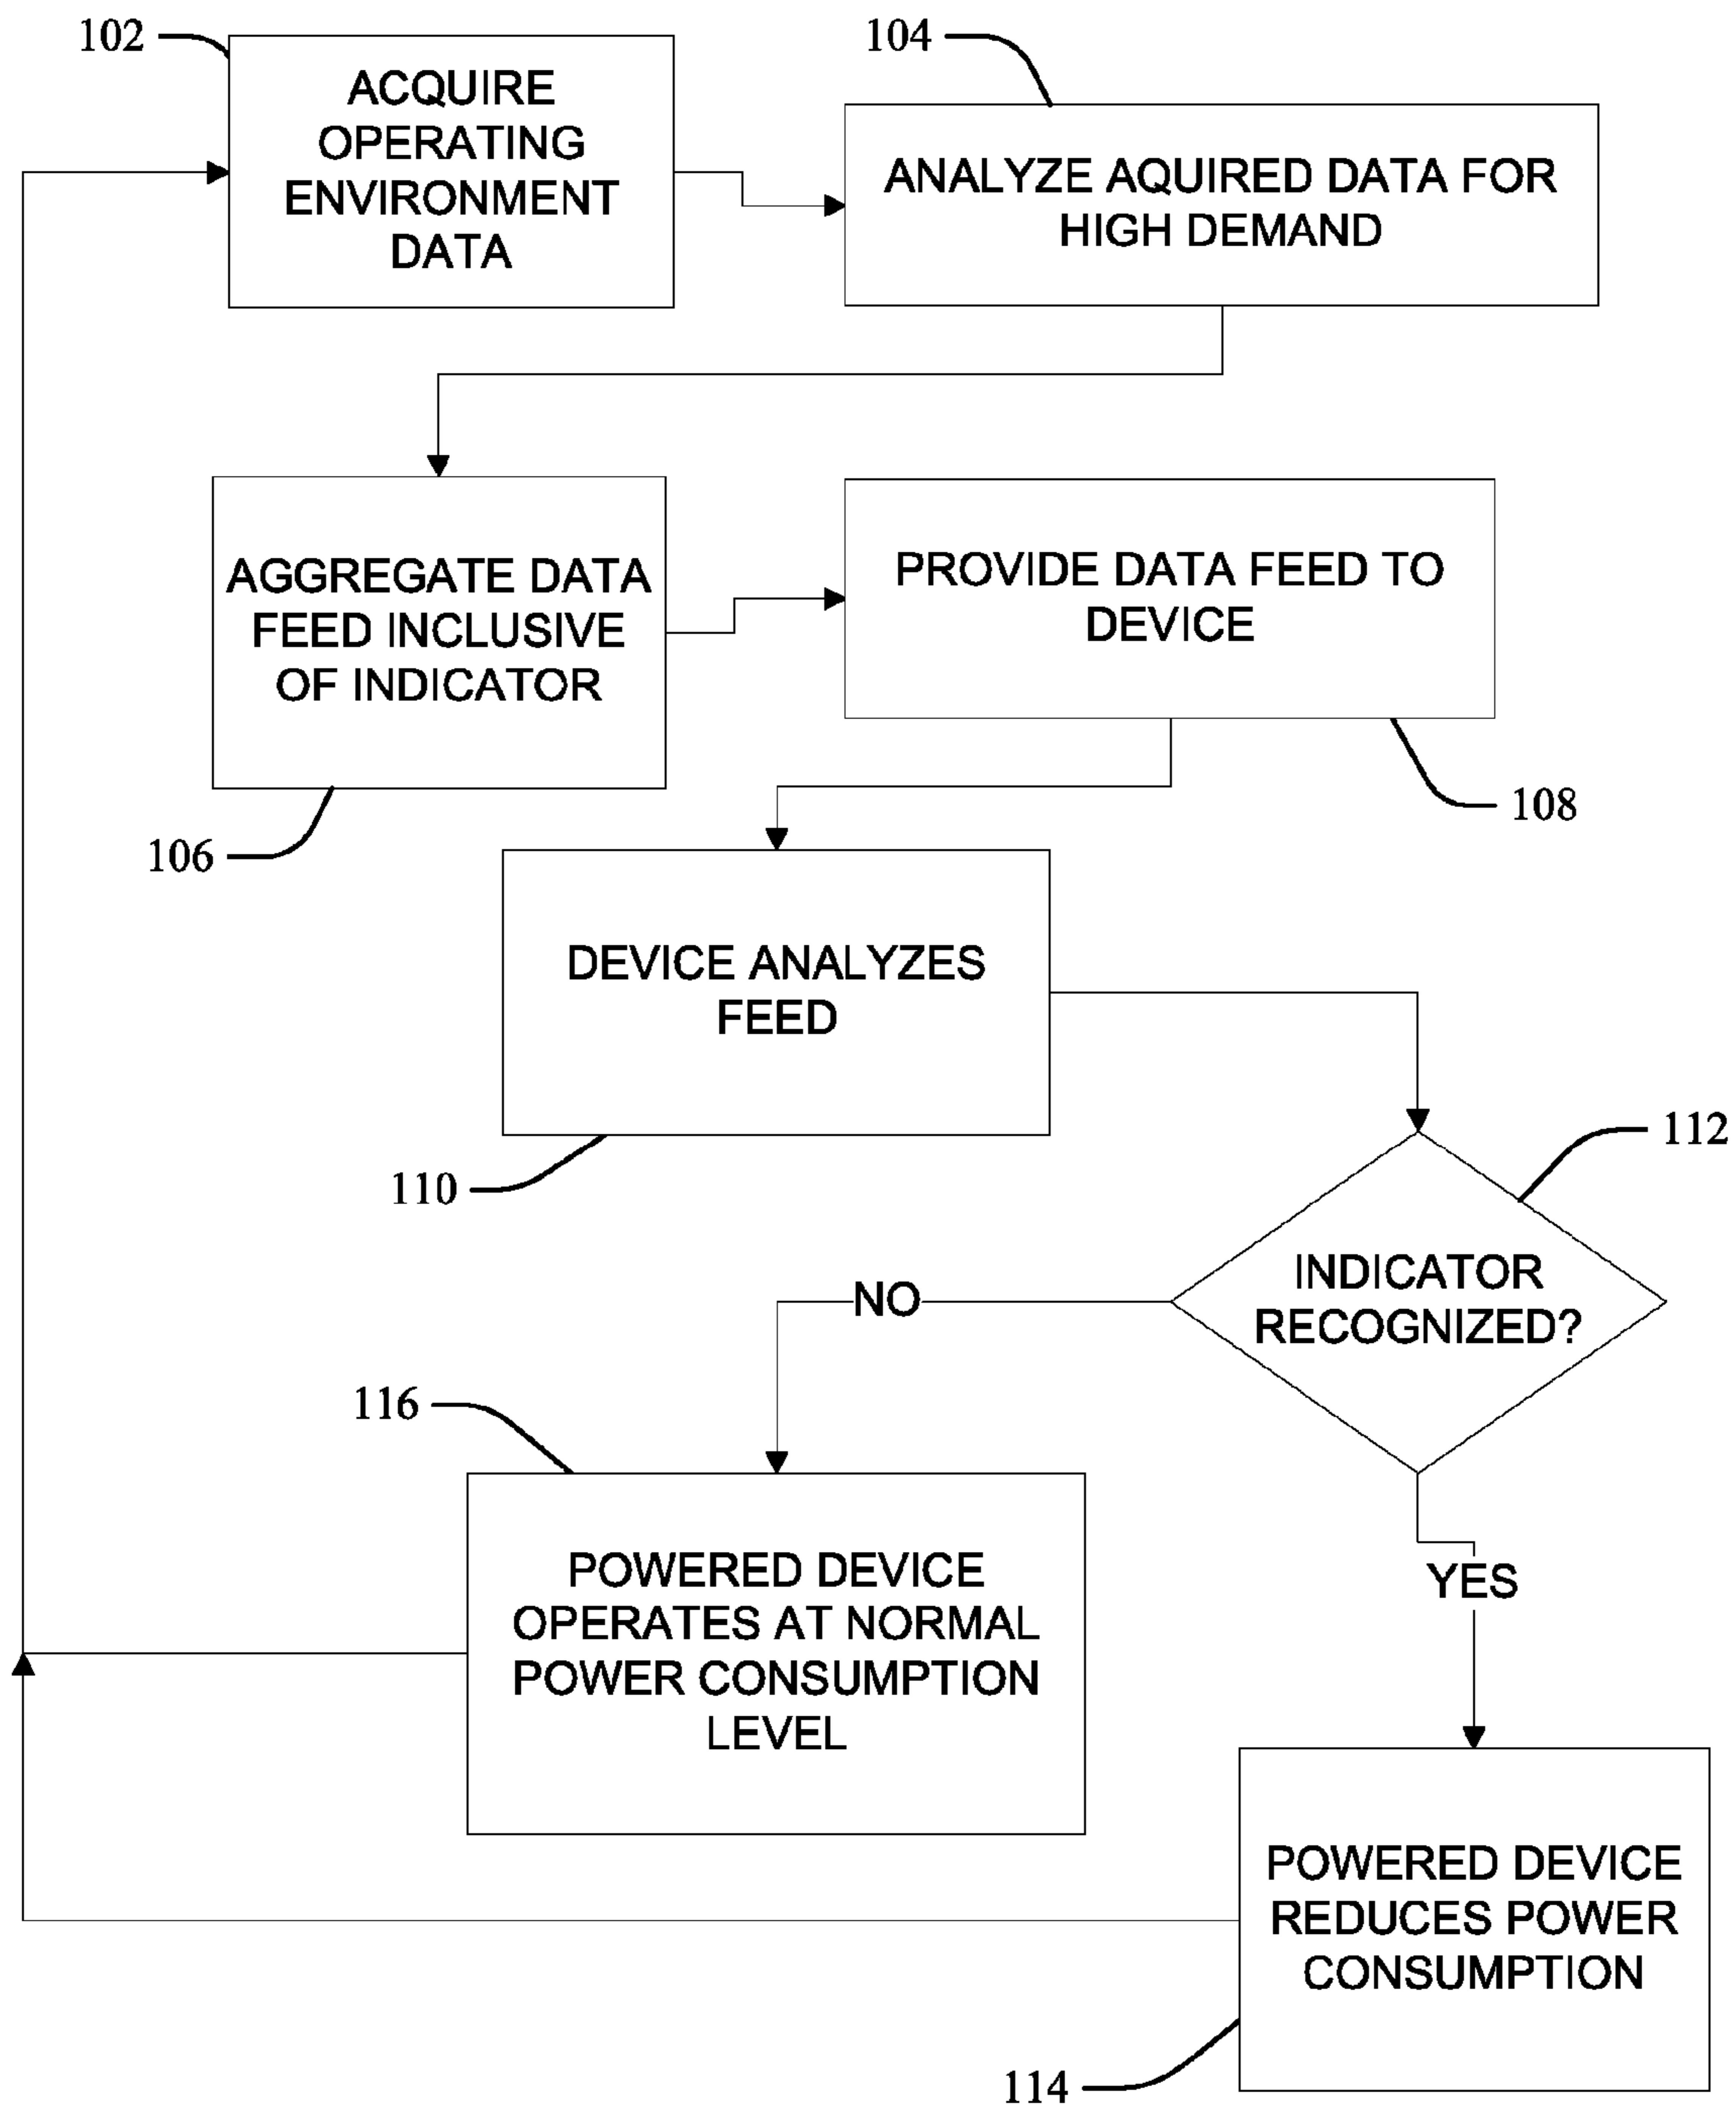 102
ACQUIRE
OPERATING
ENVIRONMENT
DATA
104
ANALYZE AQUIRED DATA FOR
HIGH DEMAND
AGGREGATE DATA
FEED INCLUSIVE
OF INDICATOR
106
PROVIDE DATA FEED TO
DEVICE
108
DEVICE ANALYZES
FEED
110
112
INDICATOR
RECOGNIZED?
NO
YES
116
POWERED DEVICE
OPERATES AT NORMAL
POWER CONSUMPTION
LEVEL
POWERED DEVICE
REDUCES POWER
CONSUMPTION
114